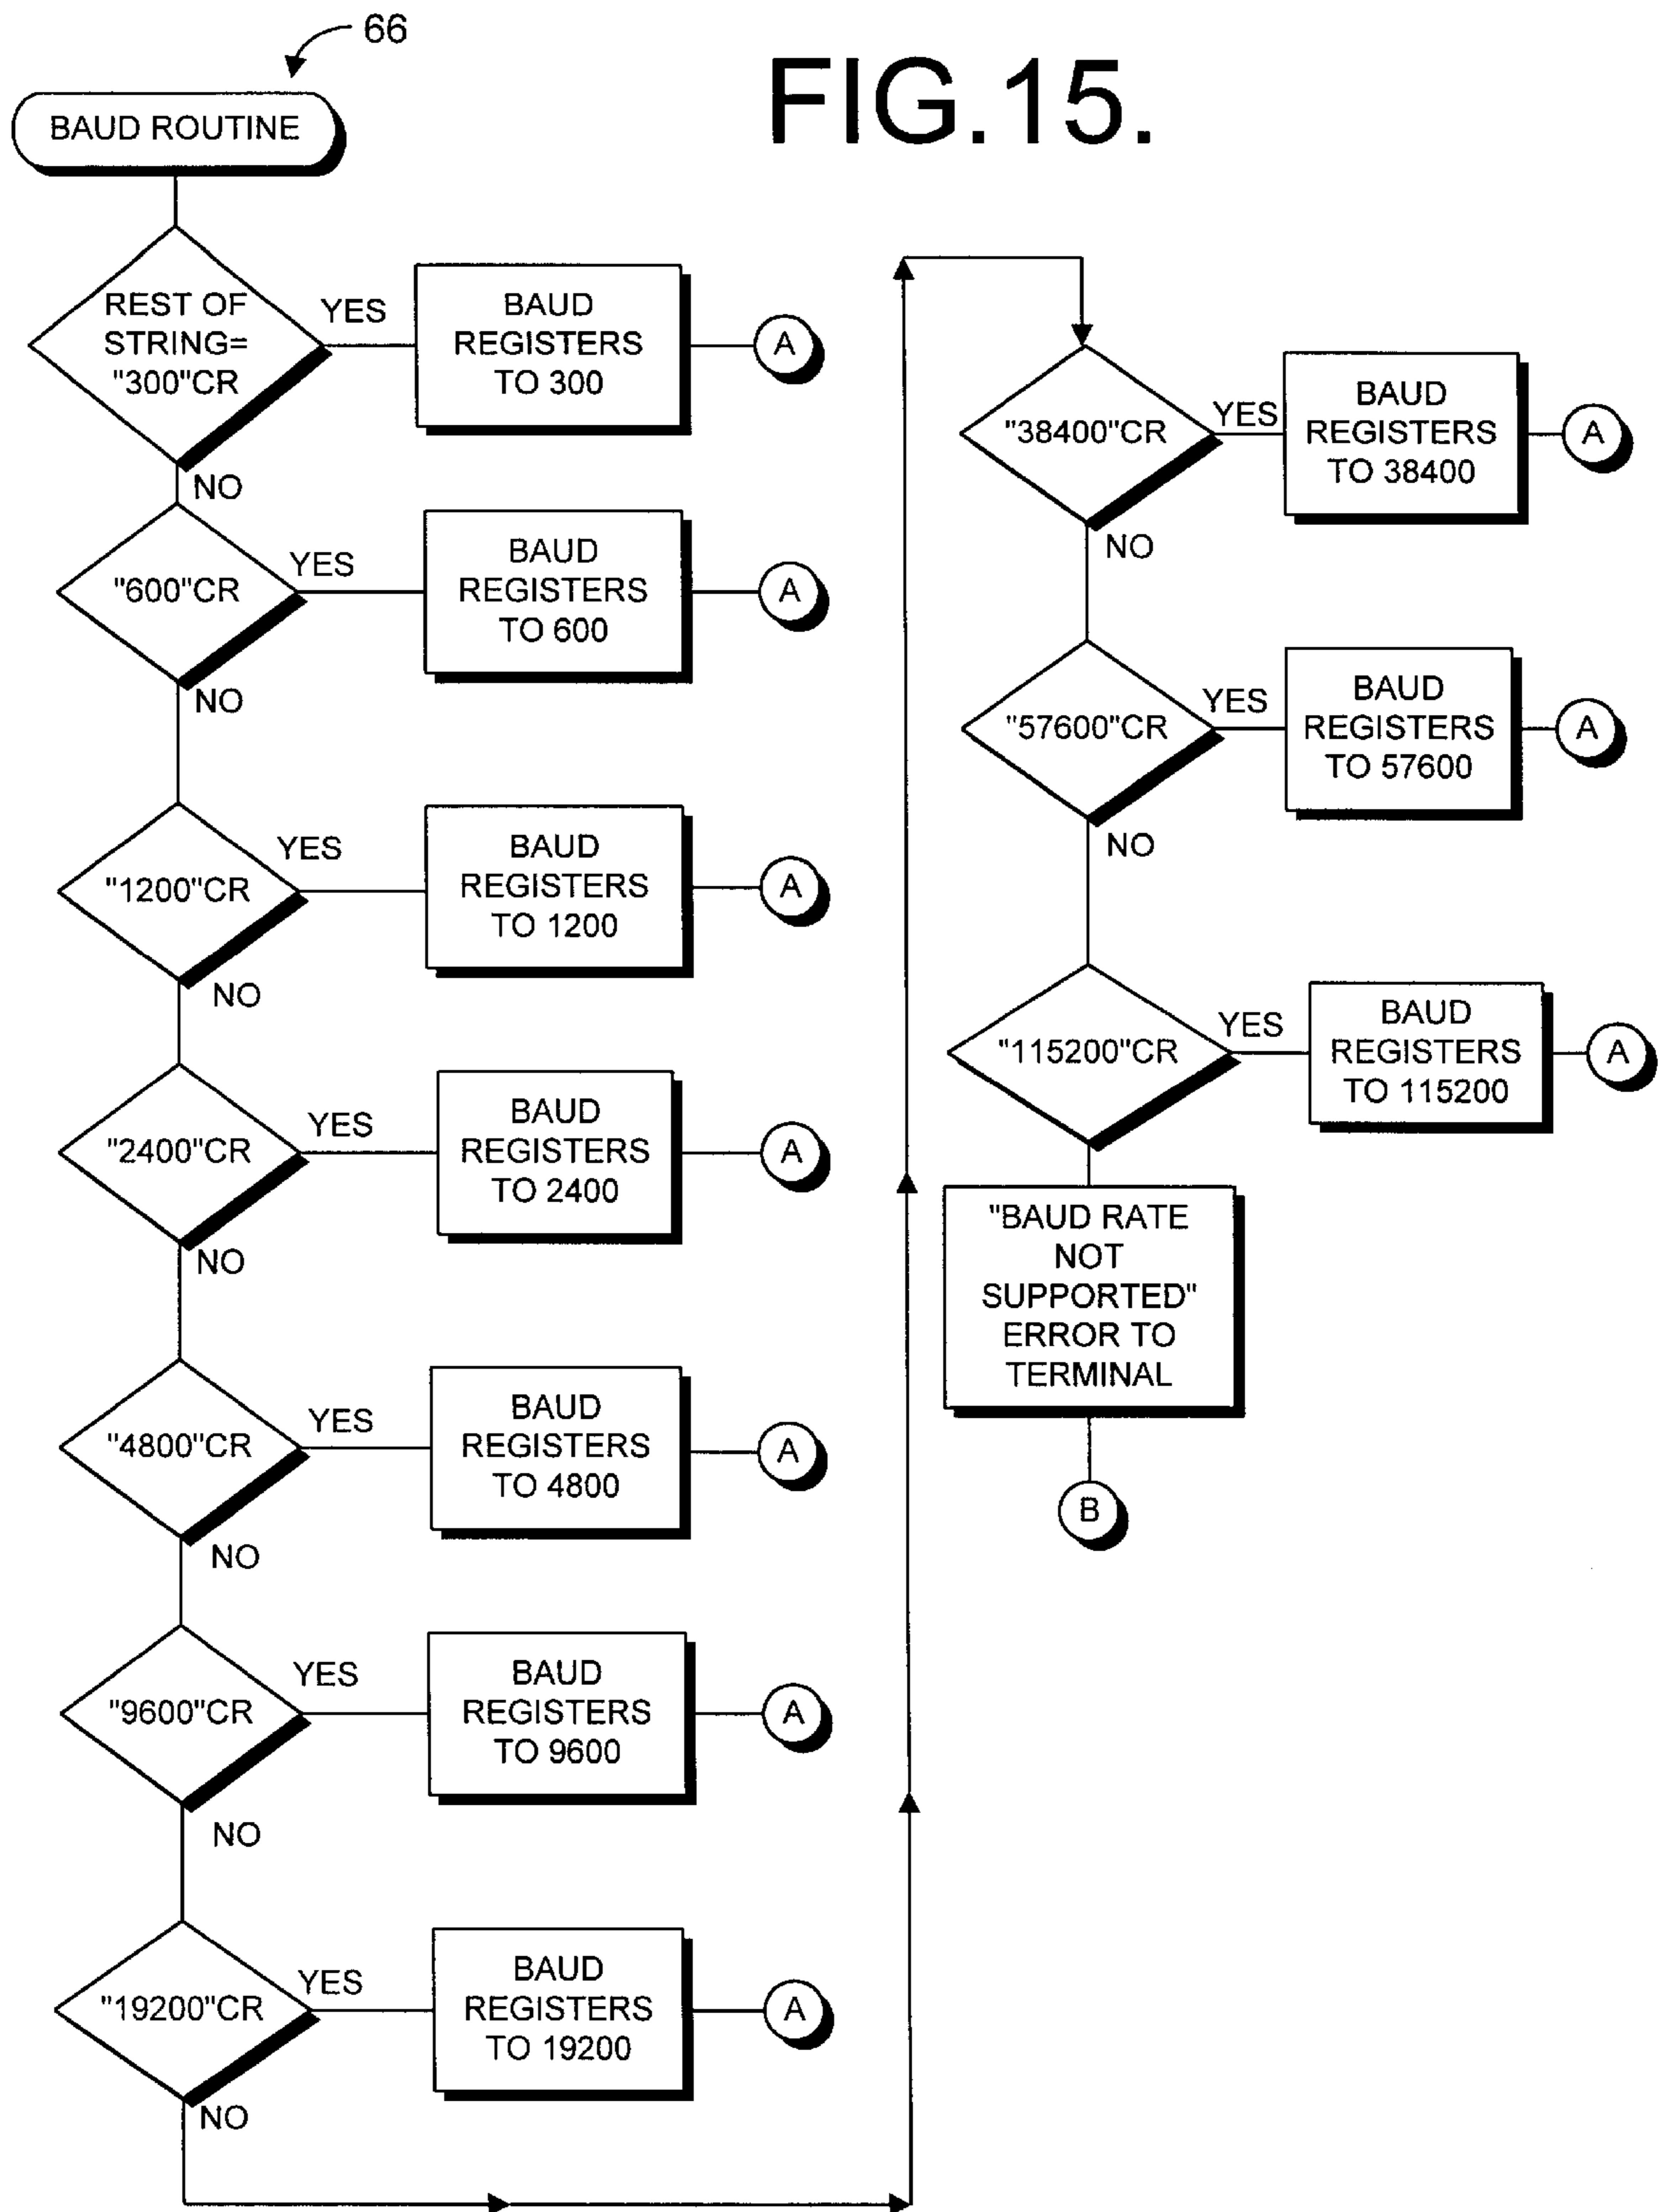 66
FIG.15.
BAUD ROUTINE
REST OF
STRING=
"300"CR
YES
BAUD
REGISTERS
TO 300
A
NO
"600"CR
YES
BAUD
REGISTERS
TO 600
A
NO
"1200"CR
YES
BAUD
REGISTERS
TO 1200
A
NO
"2400"CR
YES
BAUD
REGISTERS
TO 2400
A
NO
"4800"CR
YES
BAUD
REGISTERS
TO 4800
A
NO
"9600"CR
YES
BAUD
REGISTERS
TO 9600
A
NO
"19200"CR
YES
BAUD
REGISTERS
TO 19200
A
NO
"38400"CR
YES
BAUD
REGISTERS
TO 38400
A
NO
"57600"CR
YES
BAUD
REGISTERS
TO 57600
A
NO
"115200"CR
YES
BAUD
REGISTERS
TO 115200
A
"BAUD RATE
NOT
SUPPORTED"
ERROR TO
TERMINAL
B